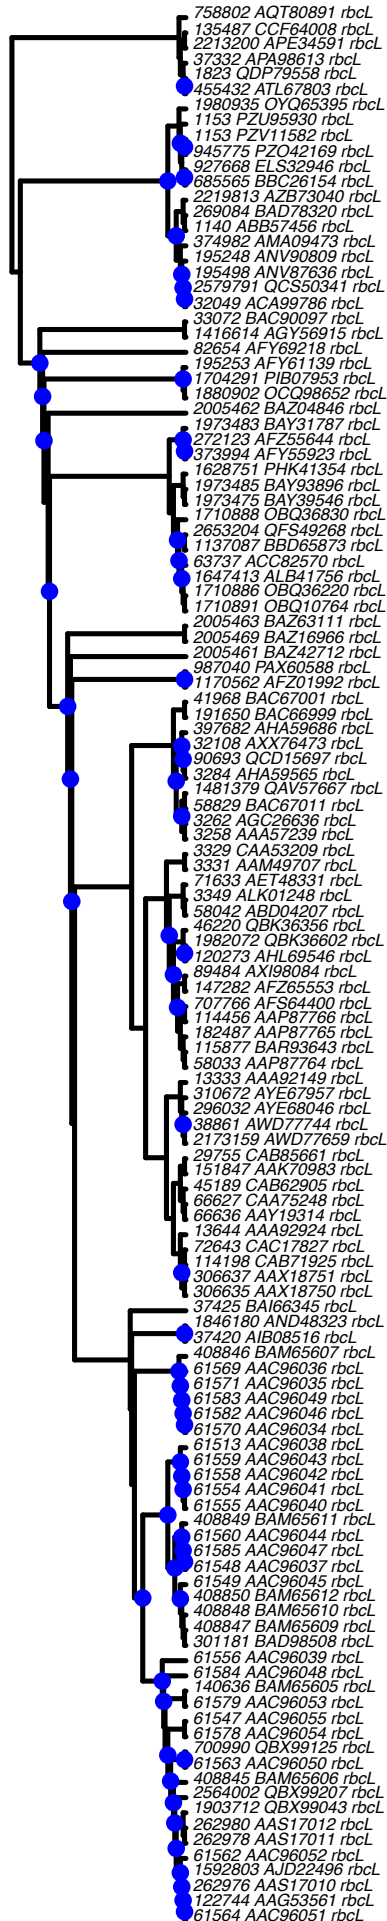 758802 AQT80891 rbcL
135487 CCF64008 rbcL
2213200 APE34591 rbcL
37332 APA98613 rbcL
1823 QDP79558 rbcL
455432 ATL67803 rbcL
1980935 OYQ65395 rbcL
1153 PZU95930 rbcL
1153 PZV11582 rbcL
945775 PZO42169 rbcL
927668 ELS32946 rbcL
685565 BBC26154 rbcL
2219813 AZB73040 rbcL
269084 BAD78320 rbcL
1140 ABB57456 rbcL
374982 AMA09473 rbcL
195248 ANV90809 rbcL
195498 ANV87636 rbcL
2579791 QCS50341 rbcL
32049 ACA99786 rbcL
33072 BAC90097 rbcL
1416614 AGY56915 rbcL
82654 AFY69218 rbcL
195253 AFY61139 rbcL
1704291 PIB07953 rbcL
1880902 OCQ98652 rbcL
2005462 BAZ04846 rbcL
1973483 BAY31787 rbcL
272123 AFZ55644 rbcL
373994 AFY55923 rbcL
1628751 PHK41354 rbcL
1973485 BAY93896 rbcL
1973475 BAY39546 rbcL
1710888 OBQ36830 rbcL
2653204 QFS49268 rbcL
1137087 BBD65873 rbcL
63737 ACC82570 rbcL
1647413 ALB41756 rbcL
1710886 OBQ36220 rbcL
1710891 OBQ10764 rbcL
2005463 BAZ63111 rbcL
2005469 BAZ16966 rbcL
2005461 BAZ42712 rbcL
987040 PAX60588 rbcL
1170562 AFZ01992 rbcL
41968 BAC67001 rbcL
191650 BAC66999 rbcL
397682 AHA59686 rbcL
32108 AXX76473 rbcL
90693 QCD15697 rbcL
3284 AHA59565 rbcL
1481379 QAV57667 rbcL
58829 BAC67011 rbcL
3262 AGC26636 rbcL
3258 AAA57239 rbcL
3329 CAA53209 rbcL
3331 AAM49707 rbcL
71633 AET48331 rbcL
3349 ALK01248 rbcL
58042 ABD04207 rbcL
46220 QBK36356 rbcL
1982072 QBK36602 rbcL
120273 AHL69546 rbcL
89484 AXI98084 rbcL
147282 AFZ65553 rbcL
707766 AFS64400 rbcL
114456 AAP87766 rbcL
182487 AAP87765 rbcL
115877 BAR93643 rbcL
58033 AAP87764 rbcL
13333 AAA92149 rbcL
310672 AYE67957 rbcL
296032 AYE68046 rbcL
38861 AWD77744 rbcL
2173159 AWD77659 rbcL
29755 CAB85661 rbcL
151847 AAK70983 rbcL
45189 CAB62905 rbcL
66627 CAA75248 rbcL
66636 AAY19314 rbcL
13644 AAA92924 rbcL
72643 CAC17827 rbcL
114198 CAB71925 rbcL
306637 AAX18751 rbcL
306635 AAX18750 rbcL
37425 BAI66345 rbcL
1846180 AND48323 rbcL
37420 AIB08516 rbcL
408846 BAM65607 rbcL
61569 AAC96036 rbcL
61571 AAC96035 rbcL
61583 AAC96049 rbcL
61582 AAC96046 rbcL
61570 AAC96034 rbcL
61513 AAC96038 rbcL
61559 AAC96043 rbcL
61558 AAC96042 rbcL
61554 AAC96041 rbcL
61555 AAC96040 rbcL
408849 BAM65611 rbcL
61560 AAC96044 rbcL
61585 AAC96047 rbcL
61548 AAC96037 rbcL
61549 AAC96045 rbcL
408850 BAM65612 rbcL
408848 BAM65610 rbcL
408847 BAM65609 rbcL
301181 BAD98508 rbcL
61556 AAC96039 rbcL
61584 AAC96048 rbcL
140636 BAM65605 rbcL
61579 AAC96053 rbcL
61547 AAC96055 rbcL
61578 AAC96054 rbcL
700990 QBX99125 rbcL
61563 AAC96050 rbcL
408845 BAM65606 rbcL
2564002 QBX99207 rbcL
1903712 QBX99043 rbcL
262980 AAS17012 rbcL
262978 AAS17011 rbcL
61562 AAC96052 rbcL
1592803 AJD22496 rbcL
262976 AAS17010 rbcL
122744 AAG53561 rbcL
61564 AAC96051 rbcL